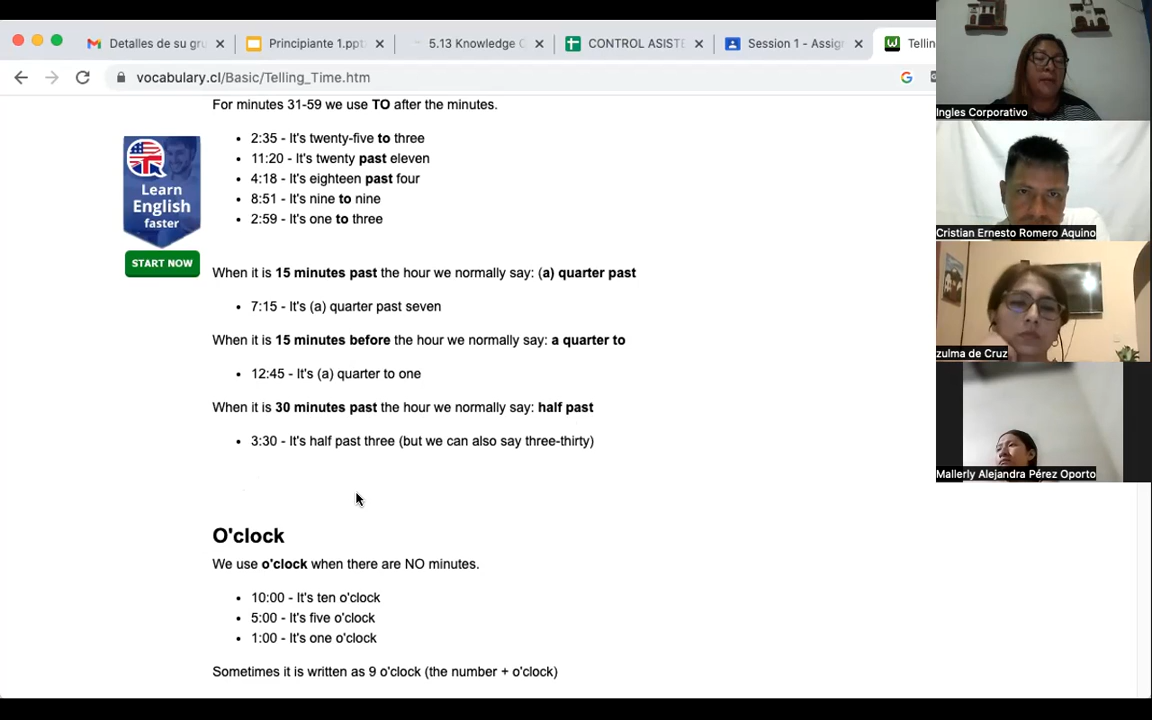 Detalles de su gru
Principiante 1.ppt
5.13 Knowledge
CONTROL ASIST
Session 1 - Assig
Tellin
vocabulary.cl/Basic/Telling_Time.htm
For minutes 31-59 we use TO after the minutes.
2:35 - It's twenty-five to three
11:20 - It's twenty past eleven
4:18 - It's eighteen past four
8:51 - It's nine to nine
2:59 - It's one to three
Learn
English
faster
START NOW
When it is 15 minutes past the hour we normally say: (a) quarter past
7:15 - It's (a) quarter past seven
When it is 15 minutes before the hour we normally say: a quarter to
12:45 - It's (a) quarter to one
When it is 30 minutes past the hour we normally say: half past
3:30 - It's half past three (but we can also say three-thirty)
O'clock
We use o'clock when there are NO minutes.
10:00 - It's ten o'clock
5:00 - It's five o'clock
1:00 - It's one o'clock
Sometimes it is written as 9 o'clock (the number + o'clock)
Ingles Corporativo
Cristian Ernesto Romero Aquino
zulma de Cruz
Mallerly Alejandra Pérez Oporto